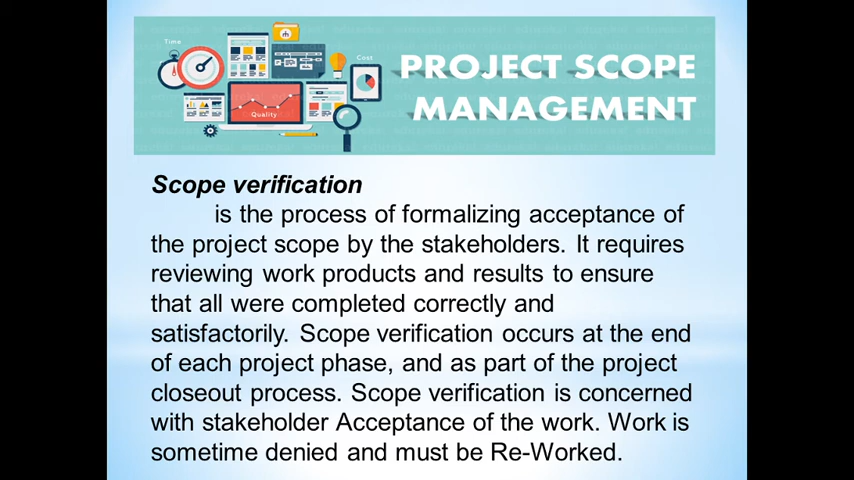 Time
Cost
Quality
PROJECT SCOPE
MANAGEMENT
Scope verification
is the process of formalizing acceptance of
the project scope by the stakeholders. It requires
reviewing work products and results to ensure
that all were completed correctly and
satisfactorily. Scope verification occurs at the end
of each project phase, and as part of the project
closeout process. Scope verification is concerned
with stakeholder Acceptance of the work. Work is
sometime denied and must be Re-Worked.